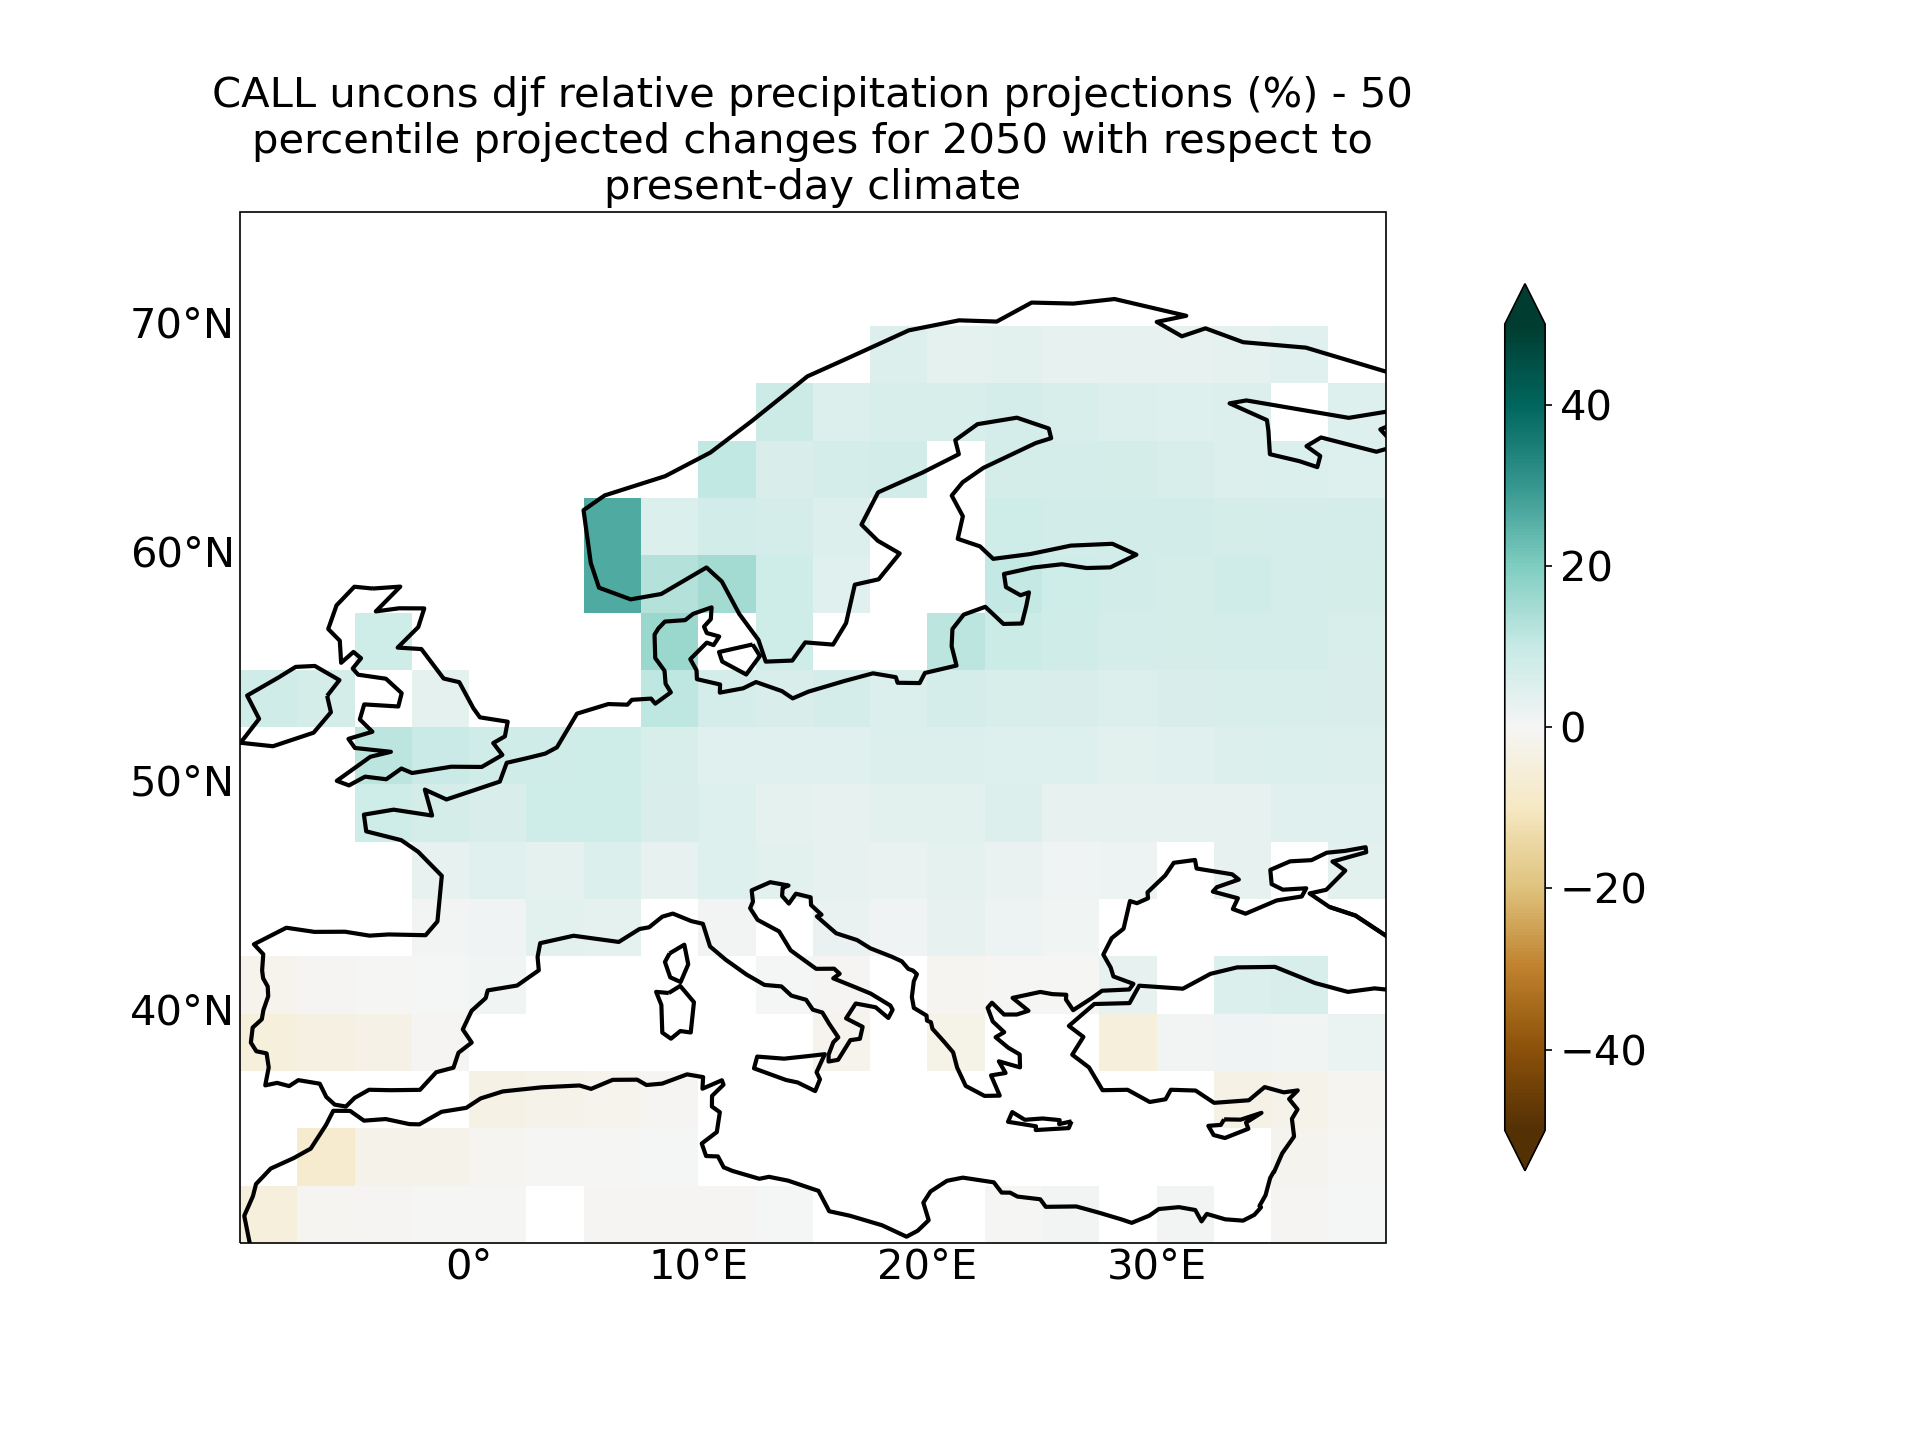 CALL uncons djf relative precipitation projections (%) - 50
percentile projected changes for 2050 with respect to
present-day climate
70°N
60°N
50°N
40°N
0°
10°E
20°E
30°E
40
20
0
−20
−40